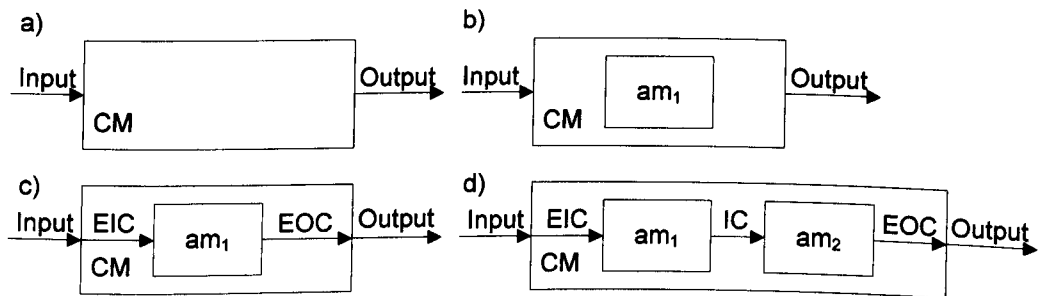 a)
Input
Output
CM
b)
Input
am₁
Output
CM
c)
Input
EIC
am₁
EOC
Output
CM
d)
Input
EIC
am₁
IC
am₂
EOC
Output
CM